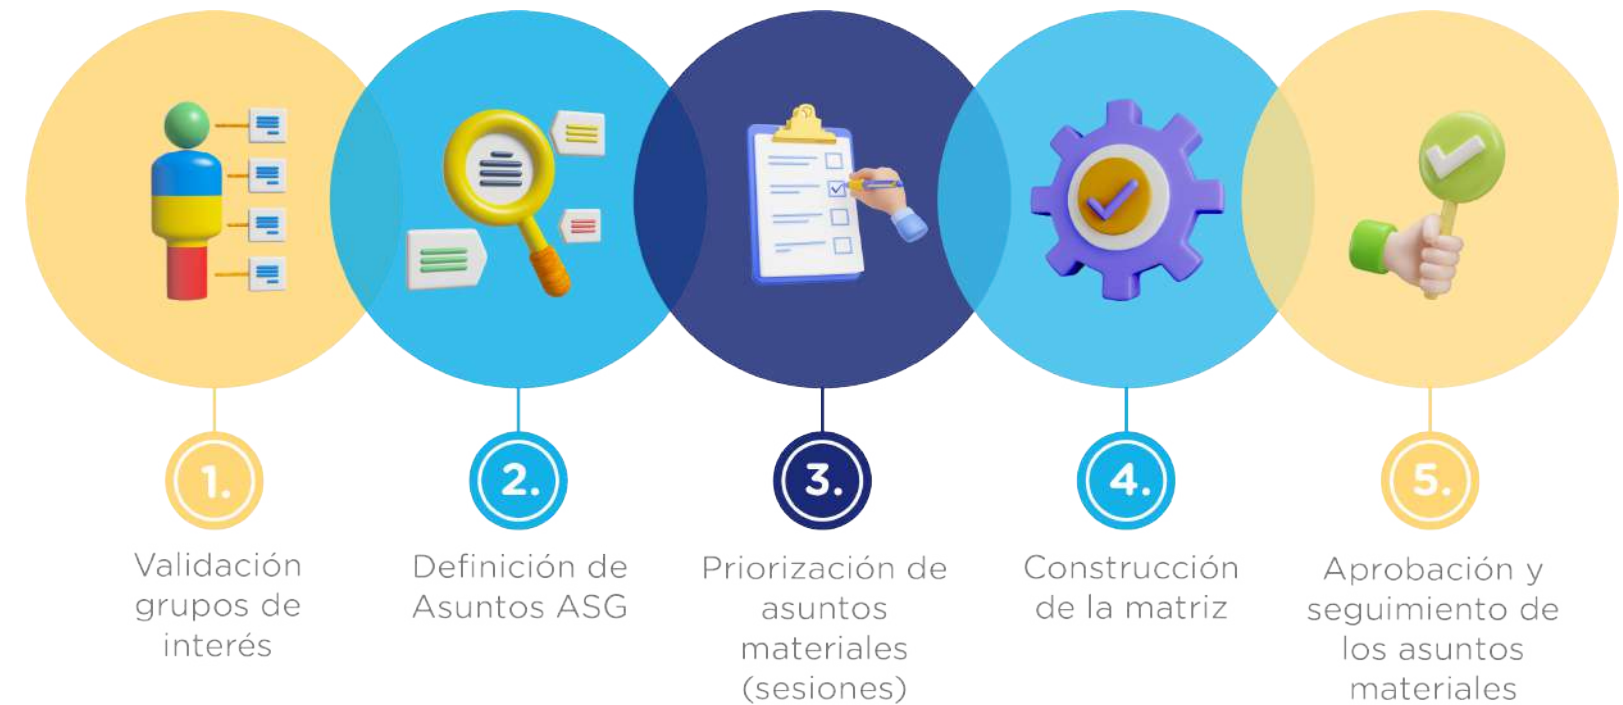 1.
Validación
grupos de
interés
2.
Definición de
Asuntos ASG
3.
Priorización de
asuntos
materiales
(sesiones)
4.
Construcción
de la matriz
5.
Aprobación y
seguimiento de
los asuntos
materiales